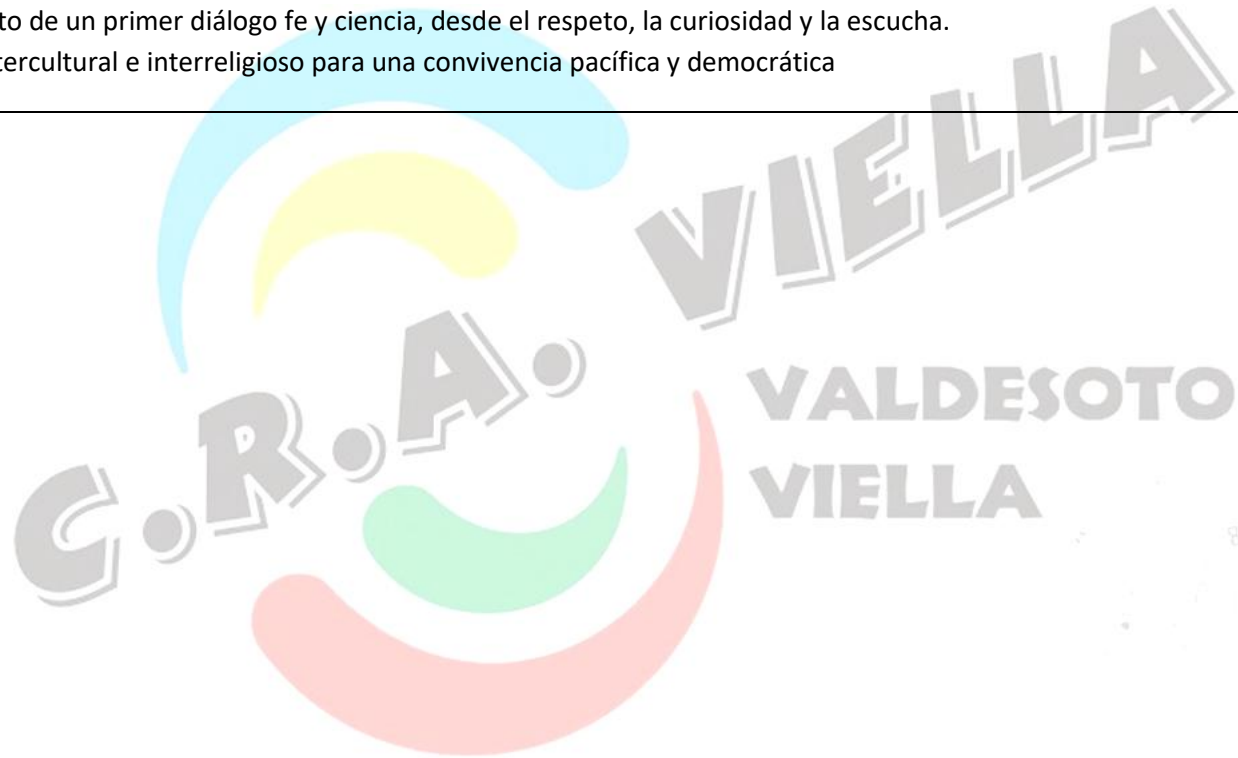 to de un primer diálogo fe y ciencia, desde el respeto, la curiosidad y la escucha.
tercultural e interreligioso para una convivencia pacífica y democrática
C.R.A. VIELLA
VALDESOTO
VIELLA